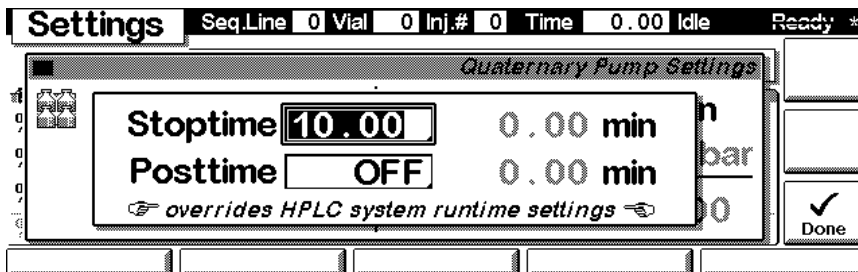 Settings Seq.Line 0 Vial 0 Inj.# 0 Time 0.00 Idle Ready *
Quaternary Pump Settings
Stoptime 10.00 0.00 min
Posttime OFF 0.00 min
☞ overrides HPLC system runtime settings ☜
bar
Done